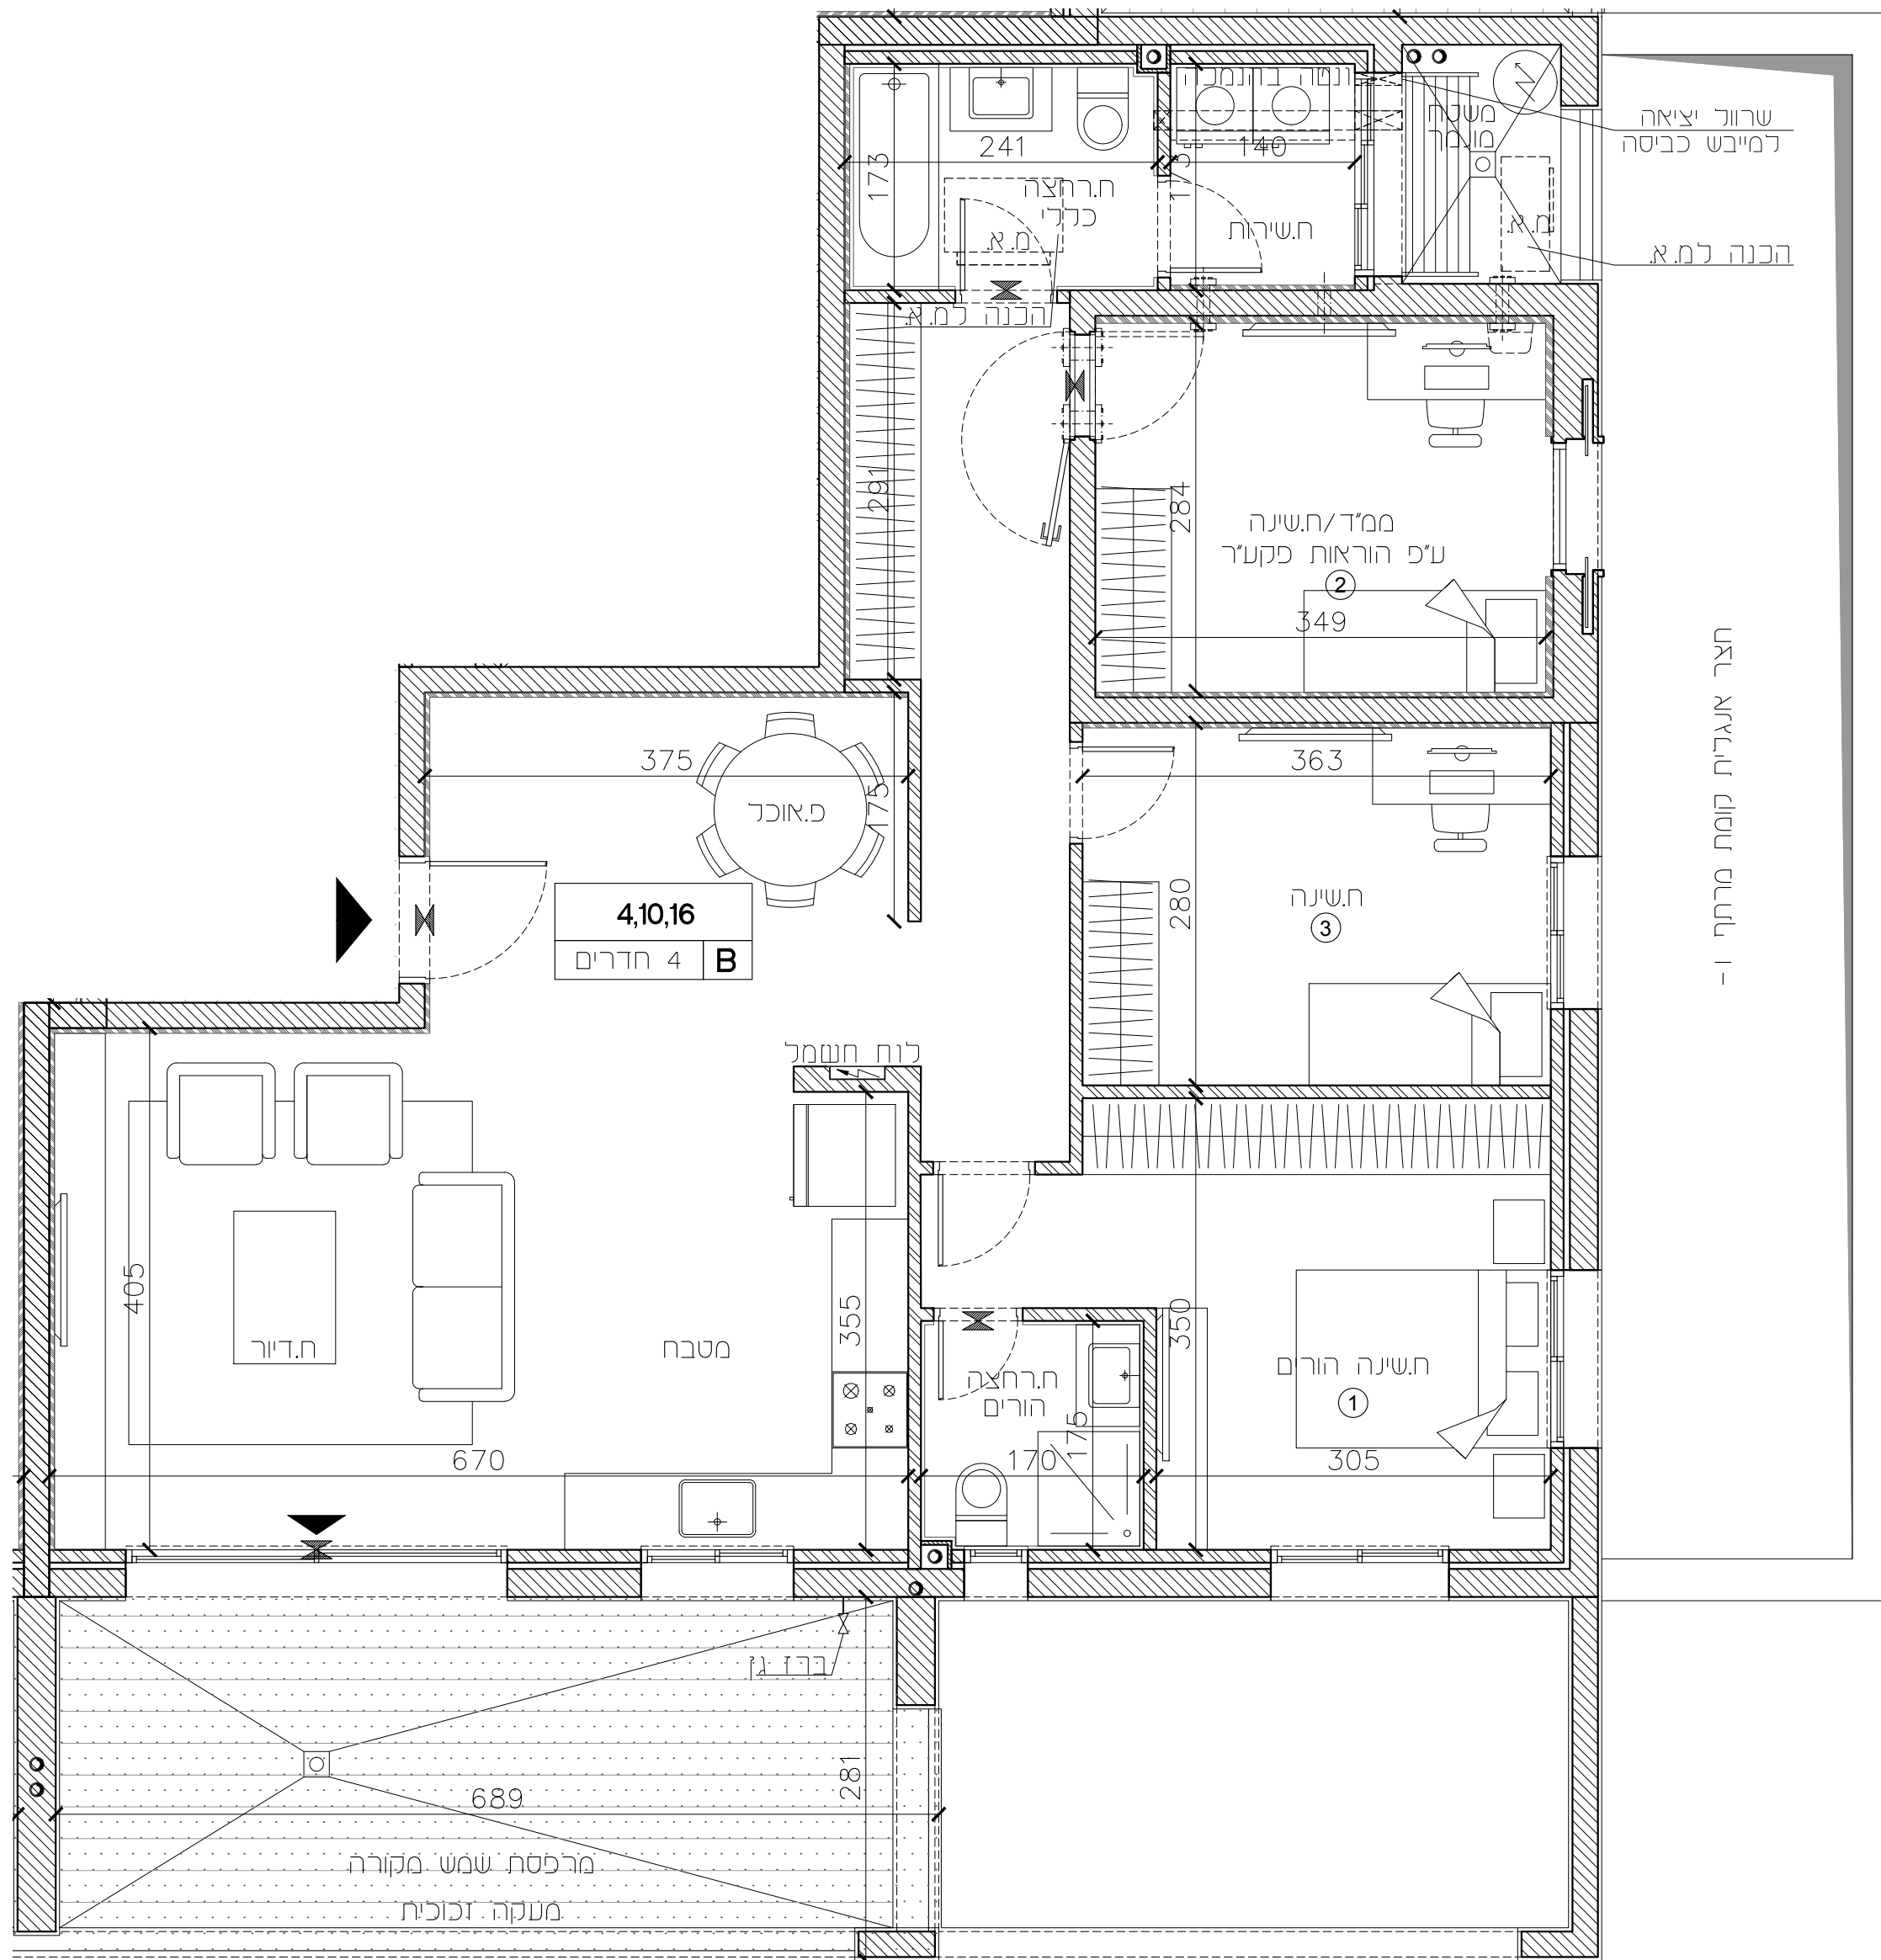 שרוול יציאה
למייבש כביסה
משטח
מונמך
מ.א.
הכנה למ.א.
241
173
140
ח.רחצה
כללי
מ.א.
ח.שירות
הכנה למ.א.
291
284
ממ"ד/ח.שינה
ע"פ הוראות פקע"ר
2
349
חצר אנגלית קומת מרתף 1-
375
175
363
פ.אוכל
4,10,16
4 חדרים
B
280
ח.שינה
3
לוח חשמל
405
355
350
ח.דיור
מטבח
ח.רחצה
הורים
175
ח.שינה הורים
1
670
170
305
ברז גן
281
689
מרפסת שמש מקורה
מעקה זכוכית